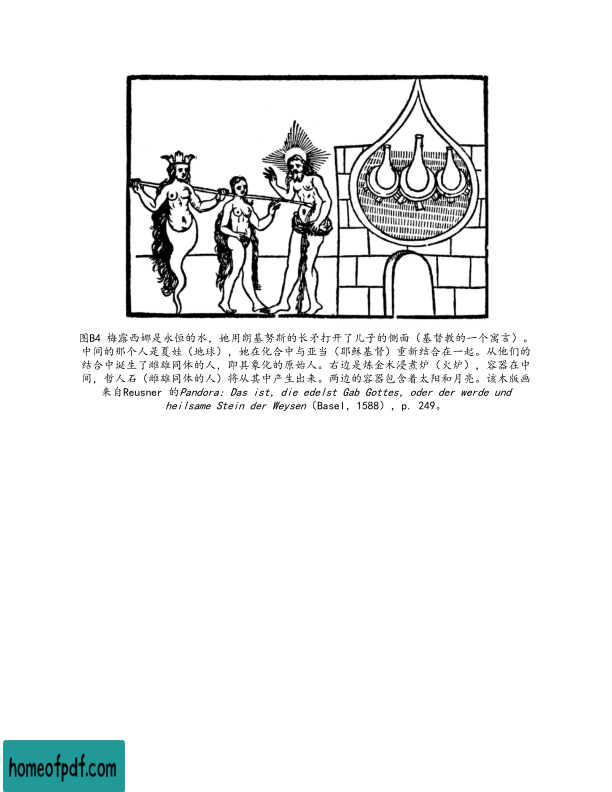 图B4 梅露西娜是永恒的水，她用朗基努斯的长矛打开了儿子的侧面（基督教的一个寓言）。
中间的那个人是夏娃（地球），她在化合中与亚当（耶稣基督）重新结合在一起。从他们的
结合中诞生了雌雄同体的人，即具象化的原始人。右边是炼金术浸煮炉（火炉），容器在中
间，哲人石（雌雄同体的人）将从其中产生出来。两边的容器包含着太阳和月亮。该木版画
来自Reusner 的Pandora: Das ist, die edelst Gab Gottes, oder der werde und
heilsame Stein der Weysen（Basel, 1588）, p. 249。
homeofpdf.com